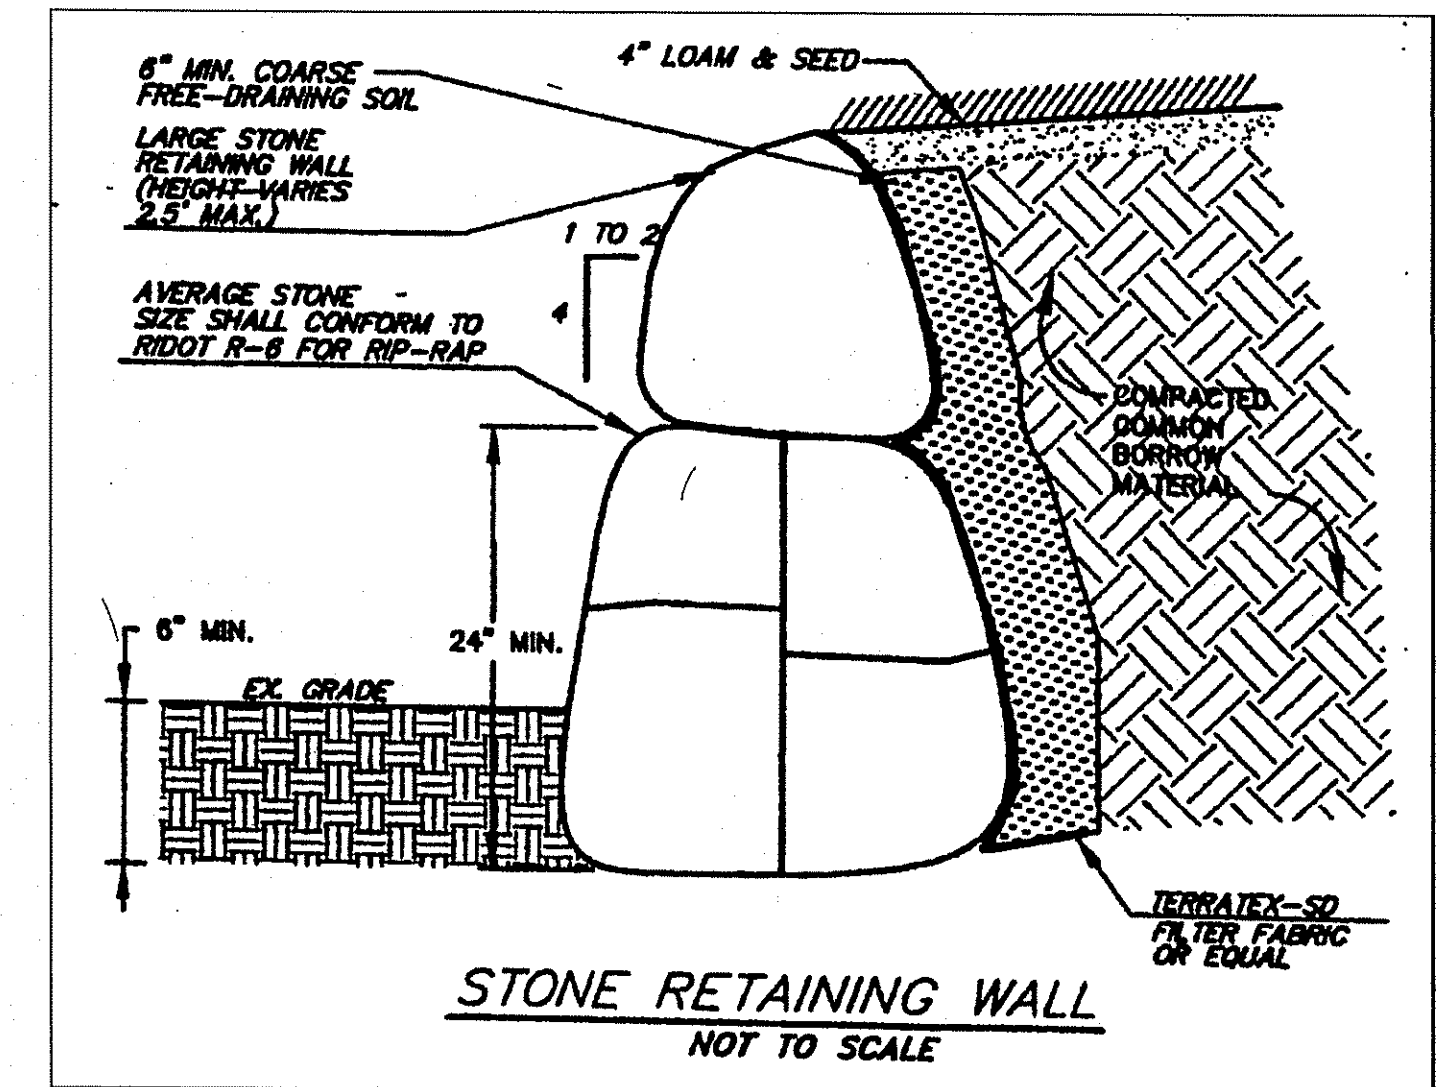 6" MIN. COARSE
FREE-DRAINING SOIL
4" LOAM & SEED
LARGE STONE
RETAINING WALL
(HEIGHT VARIES
2.5' MAX.)
1 TO 2
4
AVERAGE STONE
SIZE SHALL CONFORM TO
RIDOT R-6 FOR RIP-RAP
COMPACTED
COMMON
BORROW
MATERIAL
6" MIN.
24" MIN.
EX. GRADE
TERRATEX-SD
FILTER FABRIC
OR EQUAL
STONE RETAINING WALL
NOT TO SCALE